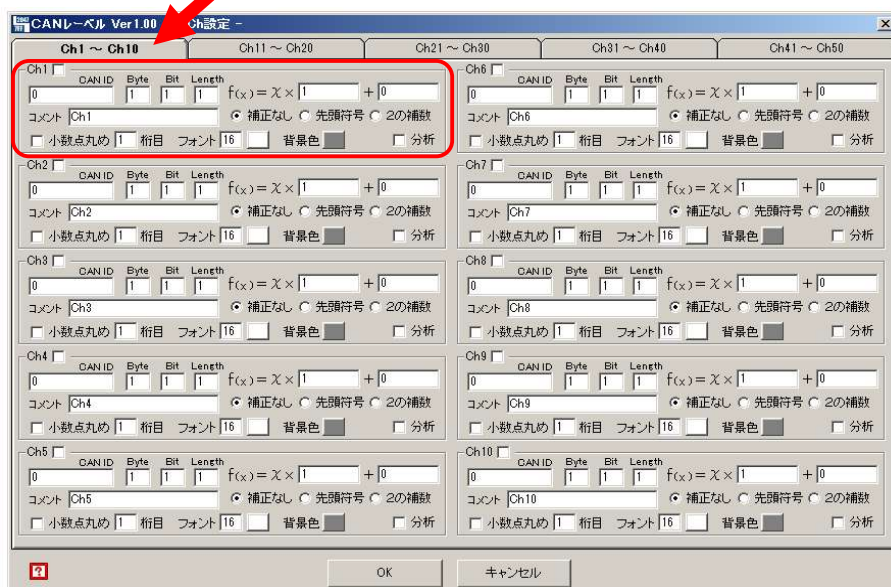 CANレーベル Ver1.00 Ch設定 -
Ch1 ~ Ch10 Ch11 ~ Ch20 Ch21 ~ Ch30 Ch31 ~ Ch40 Ch41 ~ Ch50
Ch1
CAN ID Byte Bit Length
0 1 1 1 f(x)= χ × 1 + 0
コメント Ch1 補正なし 先頭符号 2の補数
小数点丸め 1 桁目 フォント 16 背景色 分析
Ch2
CAN ID Byte Bit Length
0 1 1 1 f(x)= χ × 1 + 0
コメント Ch2 補正なし 先頭符号 2の補数
小数点丸め 1 桁目 フォント 16 背景色 分析
Ch3
CAN ID Byte Bit Length
0 1 1 1 f(x)= χ × 1 + 0
コメント Ch3 補正なし 先頭符号 2の補数
小数点丸め 1 桁目 フォント 16 背景色 分析
Ch4
CAN ID Byte Bit Length
0 1 1 1 f(x)= χ × 1 + 0
コメント Ch4 補正なし 先頭符号 2の補数
小数点丸め 1 桁目 フォント 16 背景色 分析
Ch5
CAN ID Byte Bit Length
0 1 1 1 f(x)= χ × 1 + 0
コメント Ch5 補正なし 先頭符号 2の補数
小数点丸め 1 桁目 フォント 16 背景色 分析
Ch6
CAN ID Byte Bit Length
0 1 1 1 f(x)= χ × 1 + 0
コメント Ch6 補正なし 先頭符号 2の補数
小数点丸め 1 桁目 フォント 16 背景色 分析
Ch7
CAN ID Byte Bit Length
0 1 1 1 f(x)= χ × 1 + 0
コメント Ch7 補正なし 先頭符号 2の補数
小数点丸め 1 桁目 フォント 16 背景色 分析
Ch8
CAN ID Byte Bit Length
0 1 1 1 f(x)= χ × 1 + 0
コメント Ch8 補正なし 先頭符号 2の補数
小数点丸め 1 桁目 フォント 16 背景色 分析
Ch9
CAN ID Byte Bit Length
0 1 1 1 f(x)= χ × 1 + 0
コメント Ch9 補正なし 先頭符号 2の補数
小数点丸め 1 桁目 フォント 16 背景色 分析
Ch10
CAN ID Byte Bit Length
0 1 1 1 f(x)= χ × 1 + 0
コメント Ch10 補正なし 先頭符号 2の補数
小数点丸め 1 桁目 フォント 16 背景色 分析
? OK キャンセル